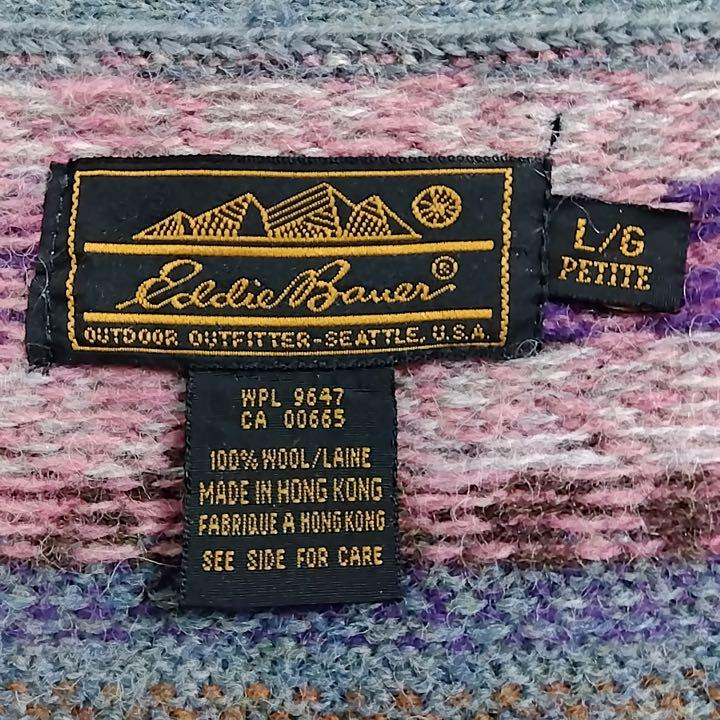 Eddie Bauer®
OUTDOOR OUTFITTER-SEATTLE, U.S.A.
L/G
PETITE
WPL 9647
CA 00665
100% WOOL/LAINE
MADE IN HONG KONG
FABRIQUE A HONG KONG
SEE SIDE FOR CARE